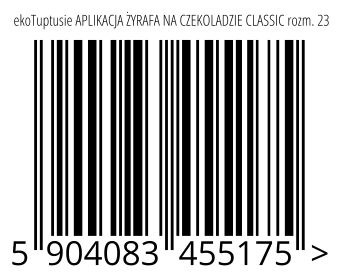 ekoTuptusie APLIKACJA ŻYRAFA NA CZEKOLADZIE CLASSIC rozm. 23
5 904083 455175 >